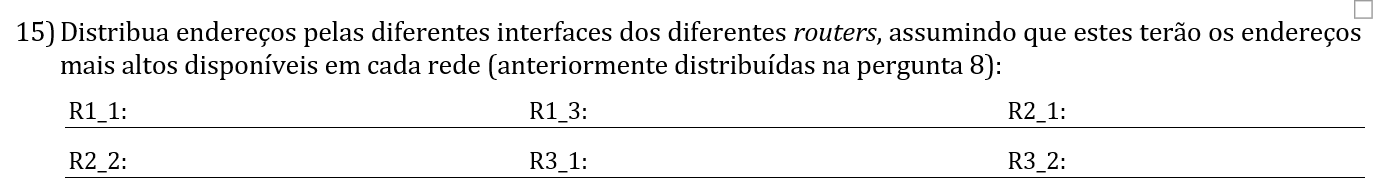 15) Distribua endereços pelas diferentes interfaces dos diferentes routers, assumindo que estes terão os endereços
mais altos disponíveis em cada rede (anteriormente distribuídas na pergunta 8):
R1_1: R1_3: R2_1:
R2_2: R3_1: R3_2: